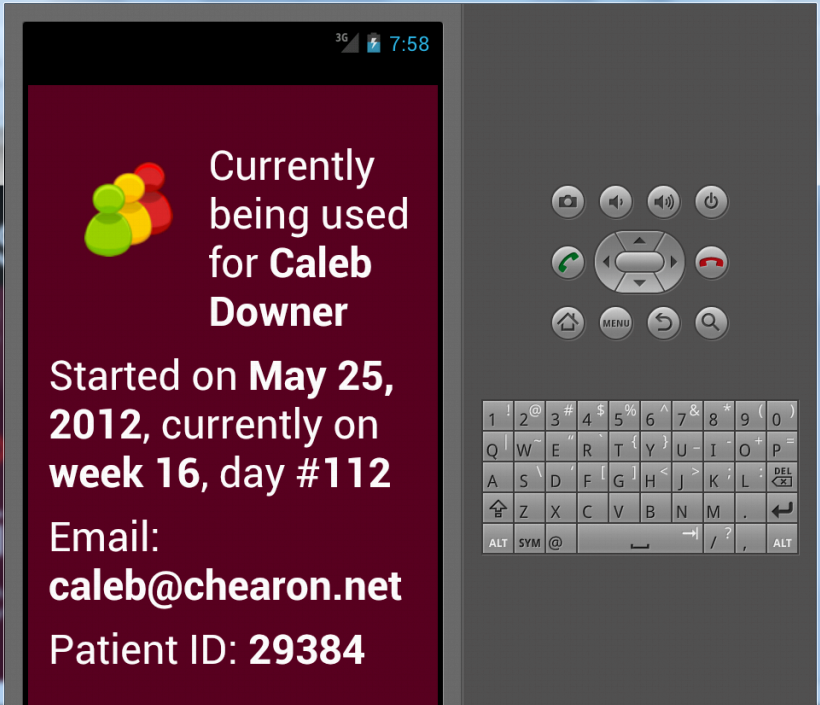 3G 7:58
Currently
being used
for Caleb
Downer
Started on May 25,
2012, currently on
week 16, day #112
Email:
caleb@chearon.net
Patient ID: 29384
MENU
1 ! 2 @ 3 # 4 $ 5 % 6 ^ 7 & 8 * 9 ( 0 )
Q | W ~ E " R ` T { Y } U _ I - O + P =
A S \ D ' F [ G ] H < J > K ; L : DEL
Z X C V B N M .
ALT SYM @ / ? , ALT